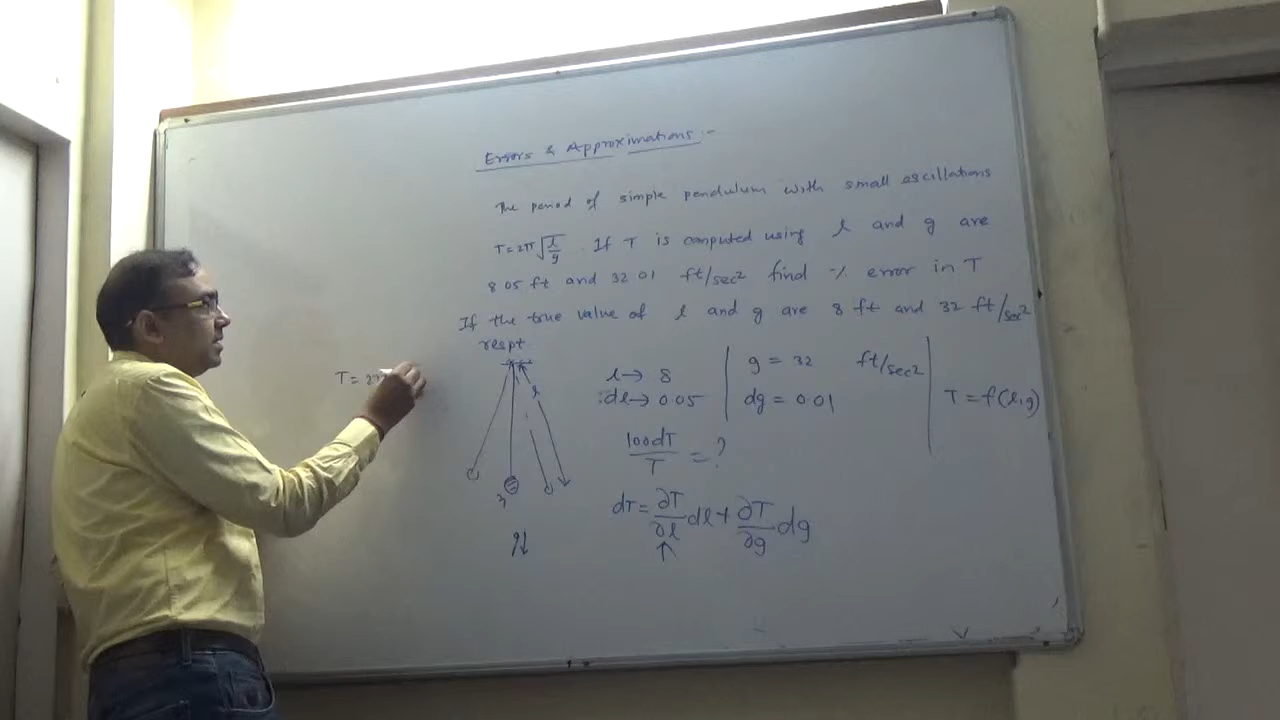 Errors & Approximations :-
The period of simple pendulum with small oscillations
T=2π√(l/g) . If T is computed using l and g are
8.05 ft and 32.01 ft/sec² find % error in T
If the true value of l and g are 8 ft and 32 ft/sec²
respt
l → 8
dl → 0.05
g = 32 ft/sec²
dg = 0.01
T = f(l,g)
T = 2π
l
100dT/T = ?
dT = ∂T/∂l dl + ∂T/∂g dg
g↓